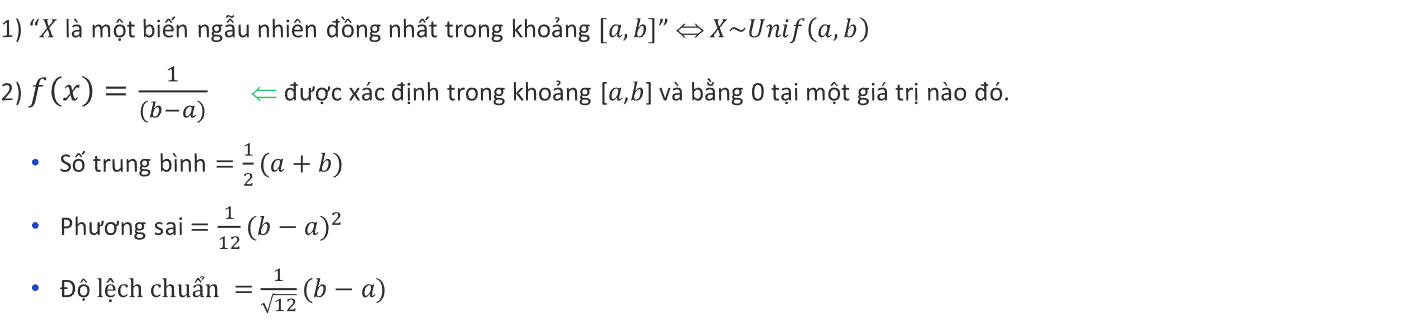 1) “X là một biến ngẫu nhiên đồng nhất trong khoảng [a, b]” ⇔ X~Unif(a, b)
2) f(x) = 1/(b−a) ⇐ được xác định trong khoảng [a,b] và bằng 0 tại một giá trị nào đó.
• Số trung bình = 1/2 (a + b)
• Phương sai = 1/12 (b − a)²
• Độ lệch chuẩn = 1/√12 (b − a)